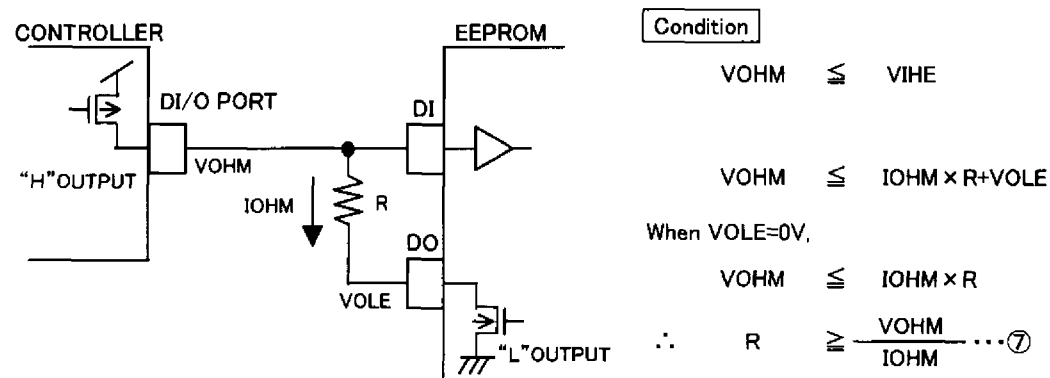 CONTROLLER
EEPROM
DI/O PORT
DI
VOHM
"H"OUTPUT
IOHM
R
DO
VOLE
"L"OUTPUT
Condition
VOHM ≦ VIHE
VOHM ≦ IOHM×R+VOLE
When VOLE=0V,
VOHM ≦ IOHM×R
∴ R ≧ VOHM
IOHM ···⑦